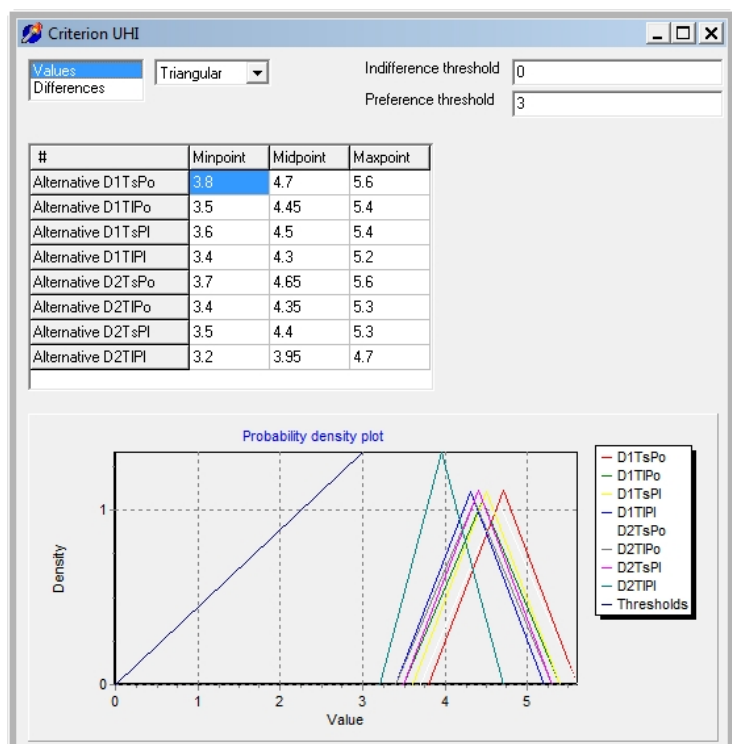 Criterion UHI
Values
Differences
Triangular
Indifference threshold 0
Preference threshold 3
# Minpoint Midpoint Maxpoint
Alternative D1TsPo 3.8 4.7 5.6
Alternative D1TlPo 3.5 4.45 5.4
Alternative D1TsPl 3.6 4.5 5.4
Alternative D1TlPl 3.4 4.3 5.2
Alternative D2TsPo 3.7 4.65 5.6
Alternative D2TlPo 3.4 4.35 5.3
Alternative D2TsPl 3.5 4.4 5.3
Alternative D2TlPl 3.2 3.95 4.7
Probability density plot
Density
1
0
0 1 2 3 4 5
Value
D1TsPo
D1TlPo
D1TsPl
D1TlPl
D2TsPo
D2TlPo
D2TsPl
D2TlPl
Thresholds